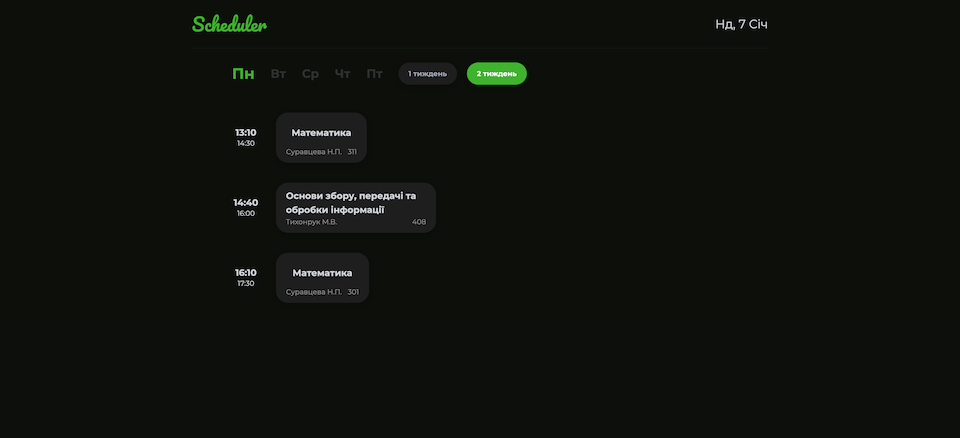 Scheduler
Нд, 7 Січ
Пн Вт Ср Чт Пт 1 тиждень 2 тиждень
13:10
14:30
Математика
Суравцева Н.П. 311
14:40
16:00
Основи збору, передачі та
обробки інформації
Тихонрук М.В. 408
16:10
17:30
Математика
Суравцева Н.П. 301